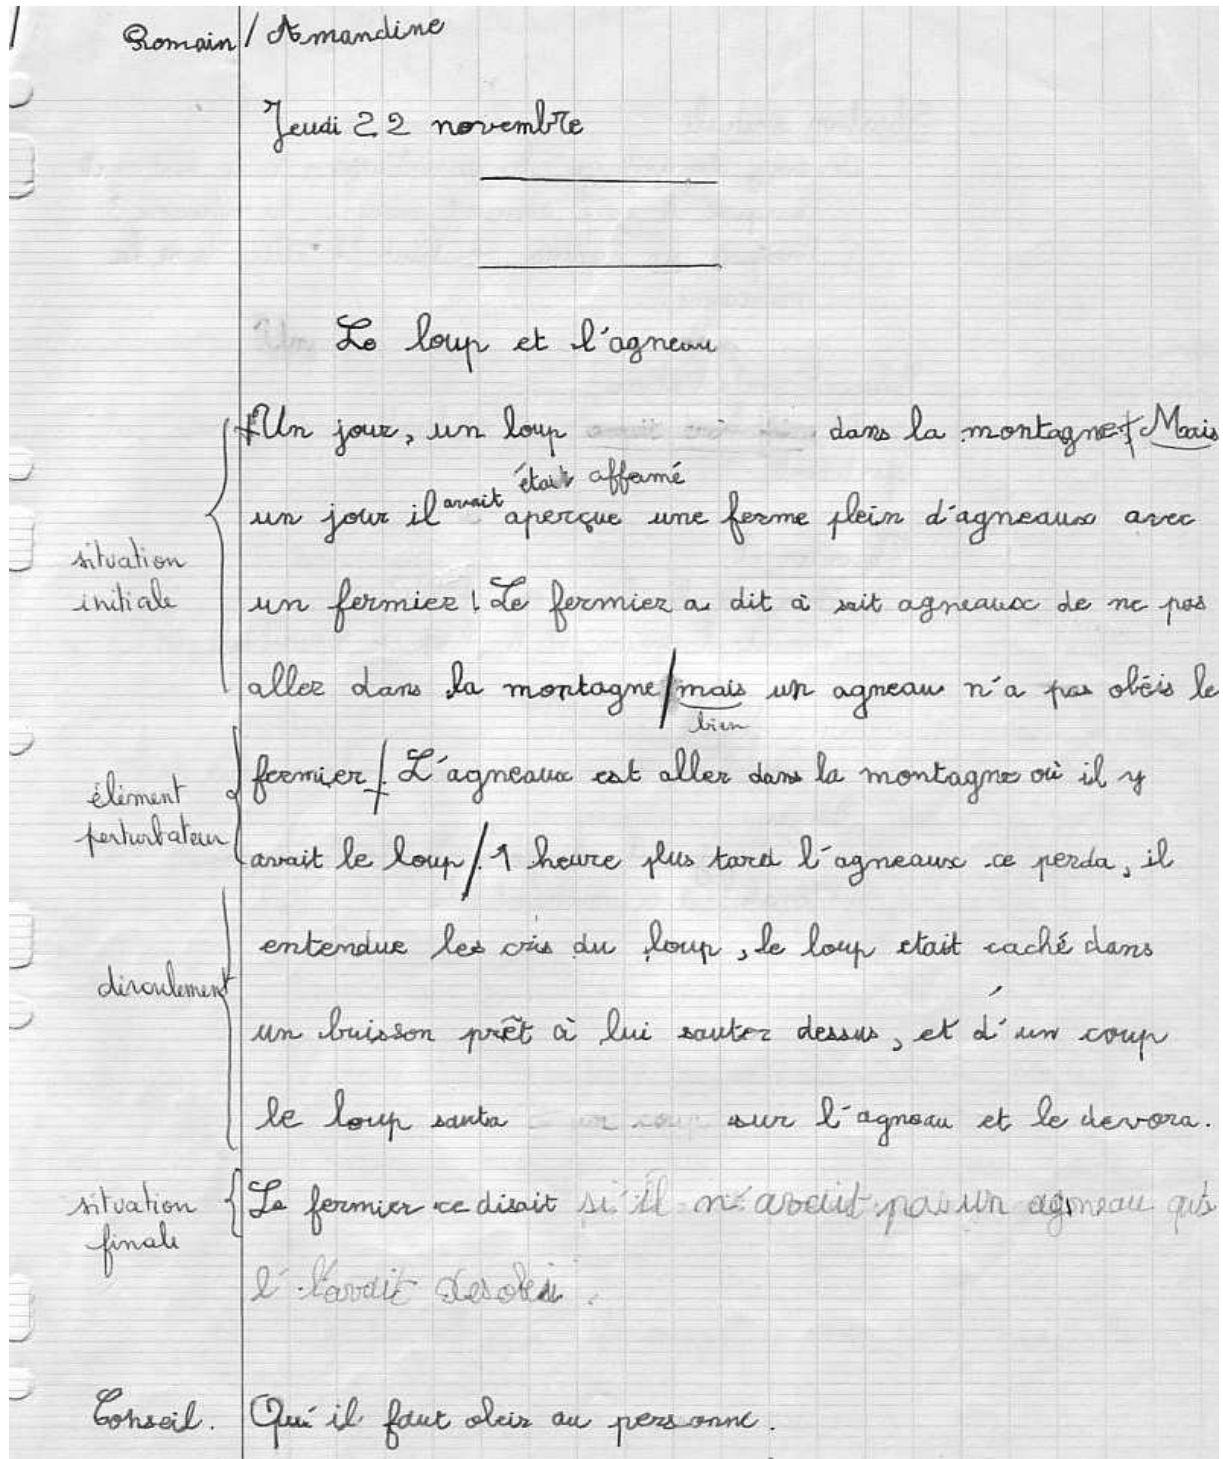 Romain / Amandine
Jeudi 22 novembre
Le loup et l'agneau
Un jour, un loup dans la montagne. Mais
était affamé
un jour il avait aperçue une ferme plein d'agneaux avec
situation
initiale
un fermier ! Le fermier a dit à sait agneaux de ne pas
aller dans la montagne / mais un agneau n'a pas obéis le
bien
fermier. L'agneaux est aller dans la montagne où il y
élément
perturbateur
avait le loup /. 1 heure plus tard l'agneaux ce perda, il
entendue les cris du loup, le loup etait caché dans
déroulement
un buisson prêt à lui sauter dessus, et d'un coup
le loup sauta sur l'agneau et le devora.
situation
finale
Le fermier ce disait si il n'avait pas un agneau qui
l'avait desobéi.
Conseil. Qu'il faut obeir au personne.